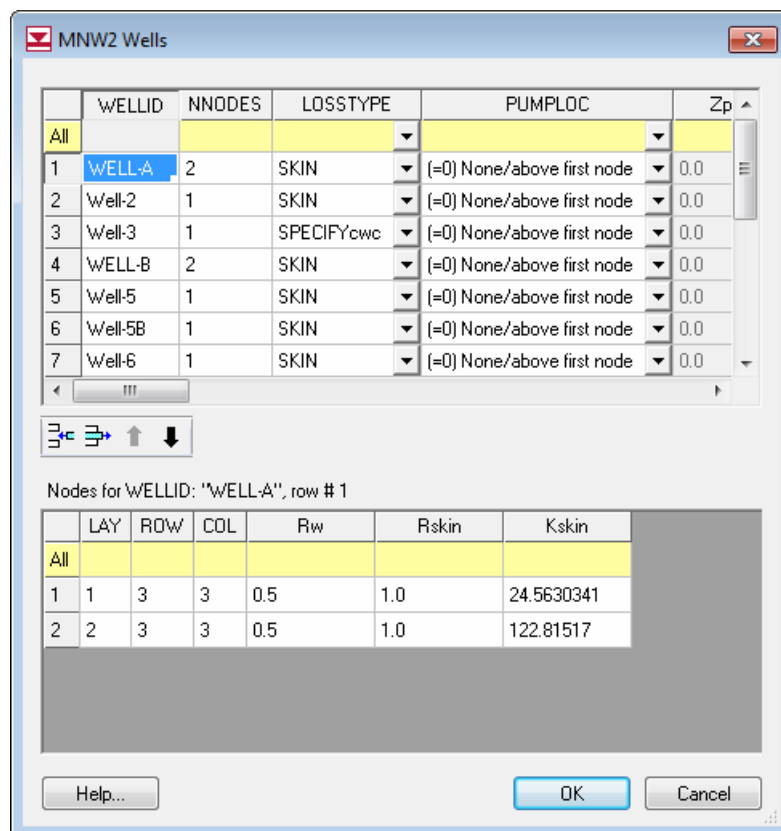 MNW2 Wells
WELLID NNODES LOSSTYPE PUMPLOC Zp
All
1 WELL-A 2 SKIN (=0) None/above first node 0.0
2 Well-2 1 SKIN (=0) None/above first node 0.0
3 Well-3 1 SPECIFYcwc (=0) None/above first node 0.0
4 WELL-B 2 SKIN (=0) None/above first node 0.0
5 Well-5 1 SKIN (=0) None/above first node 0.0
6 Well-5B 1 SKIN (=0) None/above first node 0.0
7 Well-6 1 SKIN (=0) None/above first node 0.0
Nodes for WELLID: "WELL-A", row # 1
LAY ROW COL Rw Rskin Kskin
All
1 1 3 3 0.5 1.0 24.5630341
2 2 3 3 0.5 1.0 122.81517
Help... OK Cancel